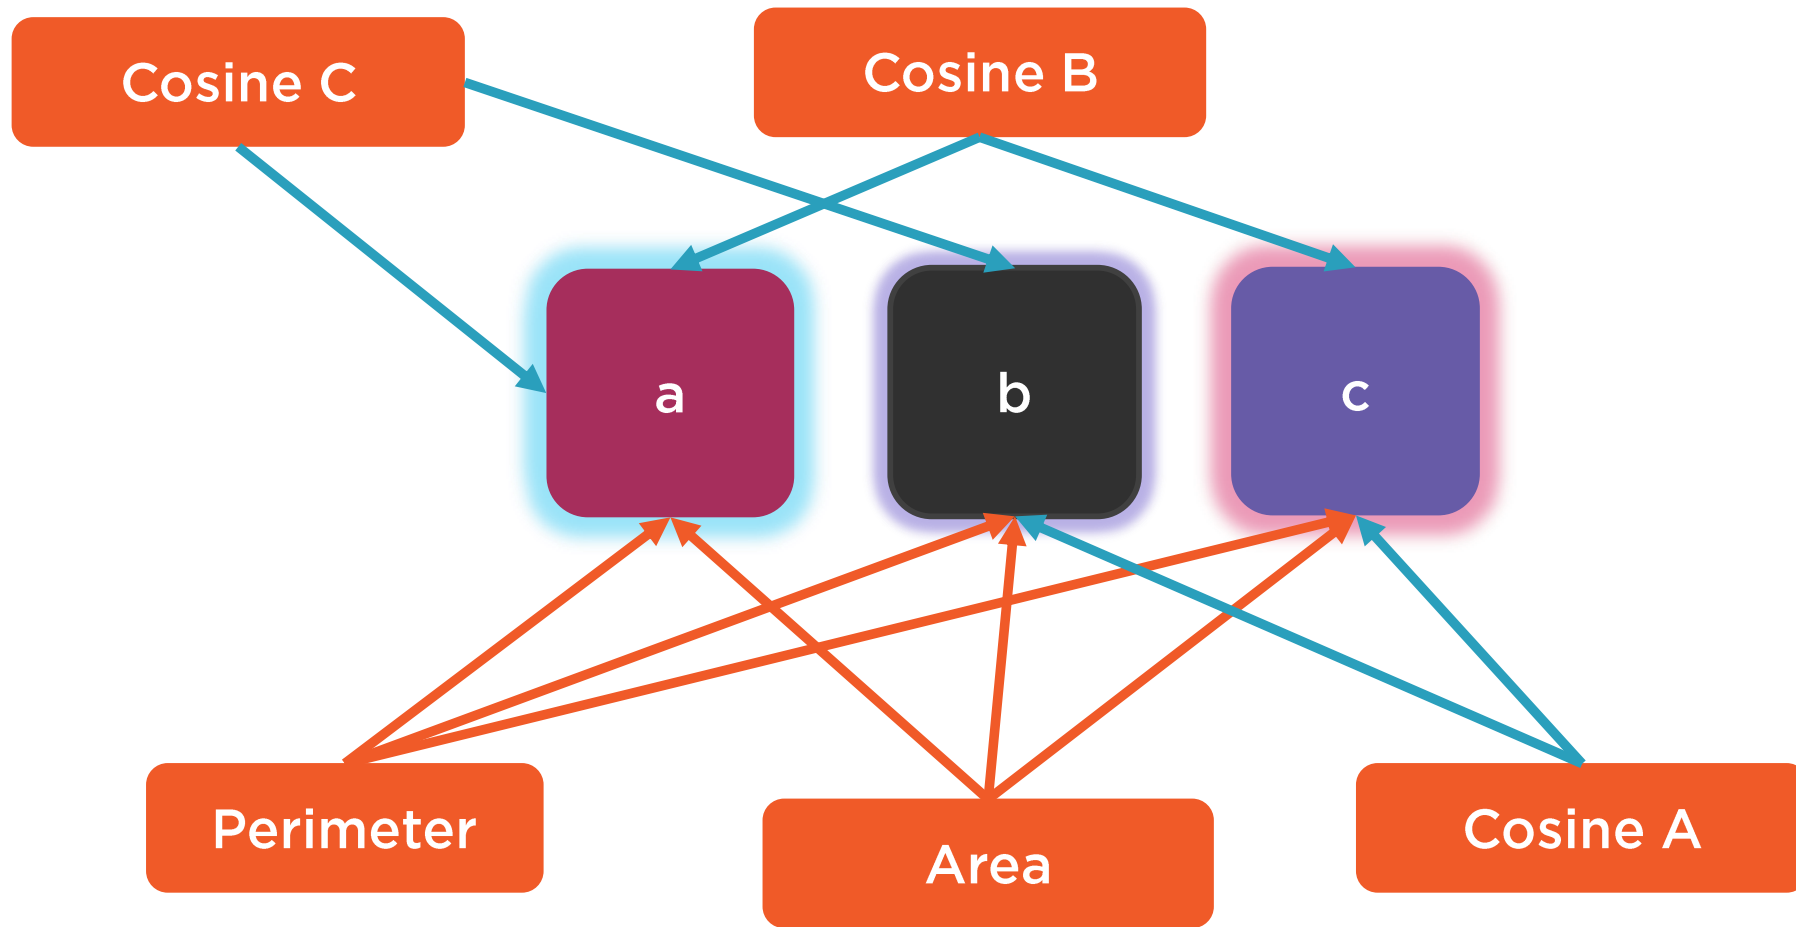 Cosine C
Cosine B
a
b
c
Perimeter
Area
Cosine A